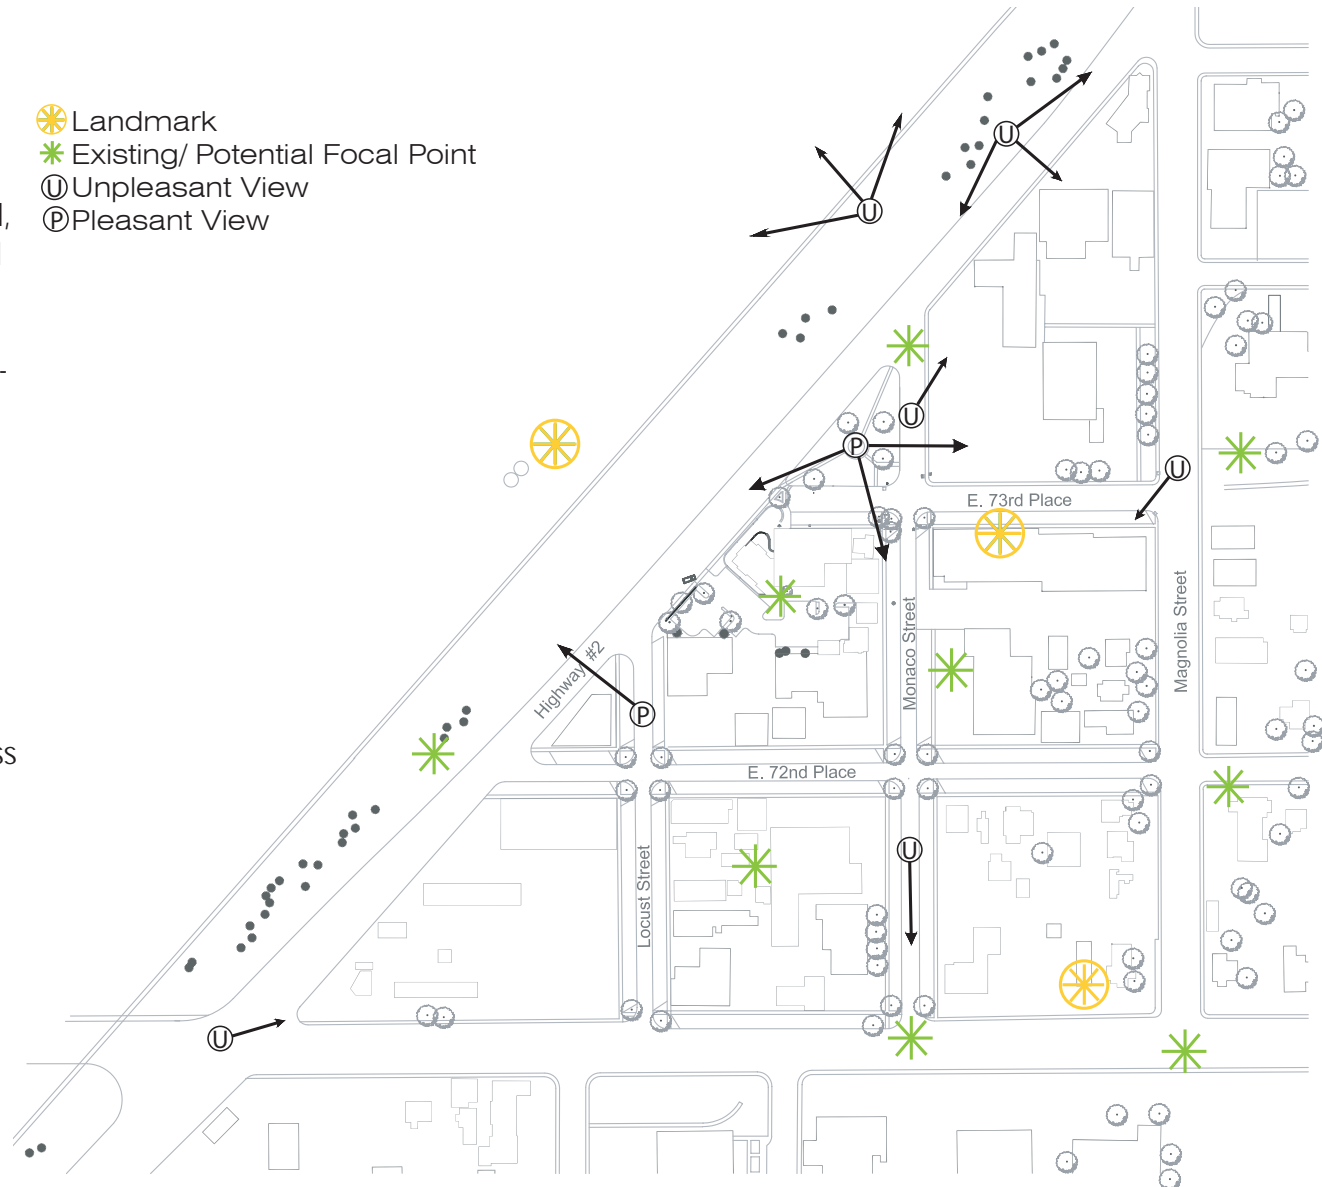 Landmark
Existing/ Potential Focal Point
U Unpleasant View
P Pleasant View
l,
-
ss
U
U
U
P
U
E. 73rd Place
Monaco Street
Magnolia Street
Highway #2
P
E. 72nd Place
Locust Street
U
U